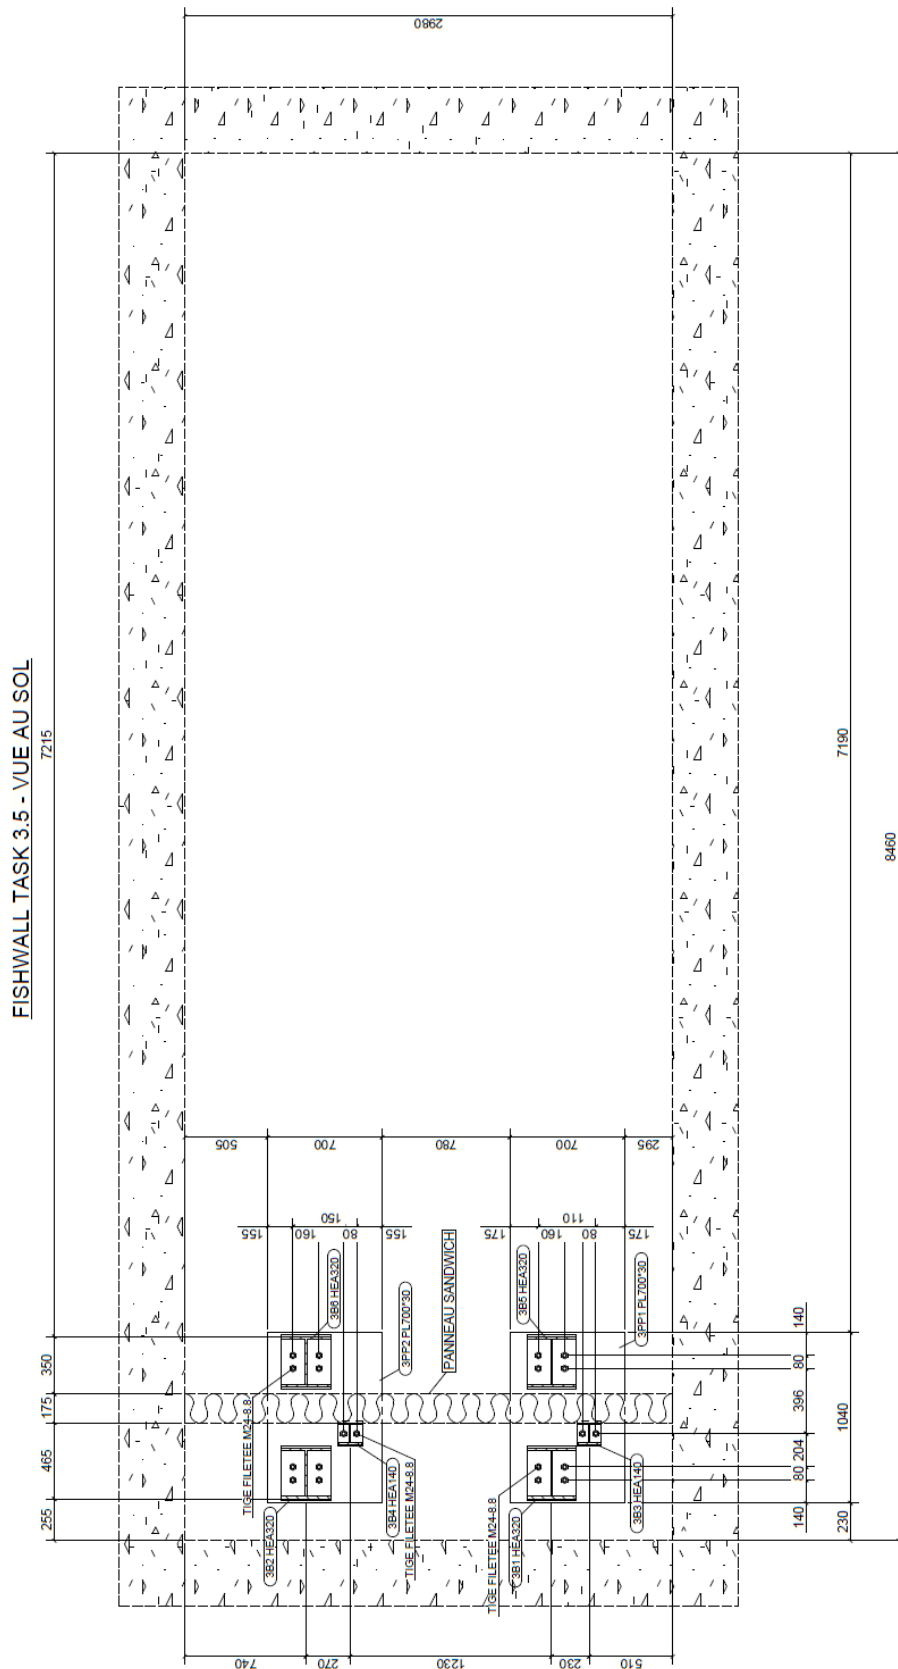 FISHWALL TASK 3.5 - VUE AU SOL
2980
7215
7190
8460
505
700
780
700
295
155
160
150
80
155
175
160
110
80
175
3B6 HEA320
3PP2 PL700*30
PANNEAU SANDWICH
3B5 HEA320
3PP1 PL700*30
350
175
465
255
140
80
396
204
80
140
1040
230
TIGE FILETEE M24-8.8
3B2 HEA320
3B4 HEA140
TIGE FILETEE M24-8.8
TIGE FILETEE M24-8.8
3B1 HEA320
3B3 HEA140
740
270
1230
230
510